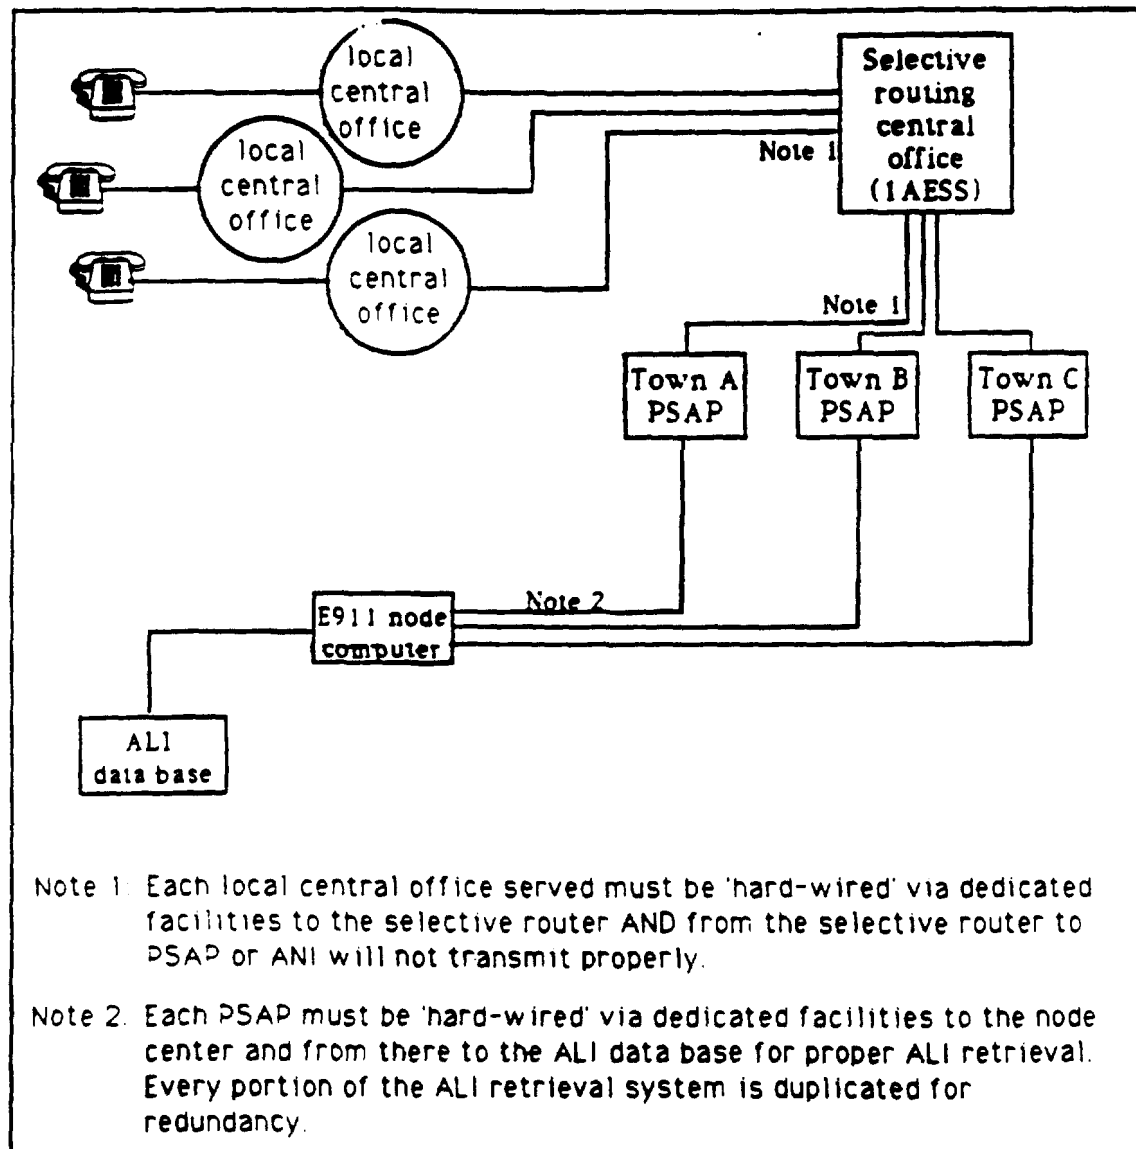 local
central
office
local
central
office
local
central
office
Selective
routing
central
office
(1AESS)
Note 1
Note 1
Town A
PSAP
Town B
PSAP
Town C
PSAP
Note 2
E911 node
computer
ALI
data base
Note 1: Each local central office served must be 'hard-wired' via dedicated
facilities to the selective router AND from the selective router to
PSAP or ANI will not transmit properly.
Note 2. Each PSAP must be 'hard-wired' via dedicated facilities to the node
center and from there to the ALI data base for proper ALI retrieval.
Every portion of the ALI retrieval system is duplicated for
redundancy.